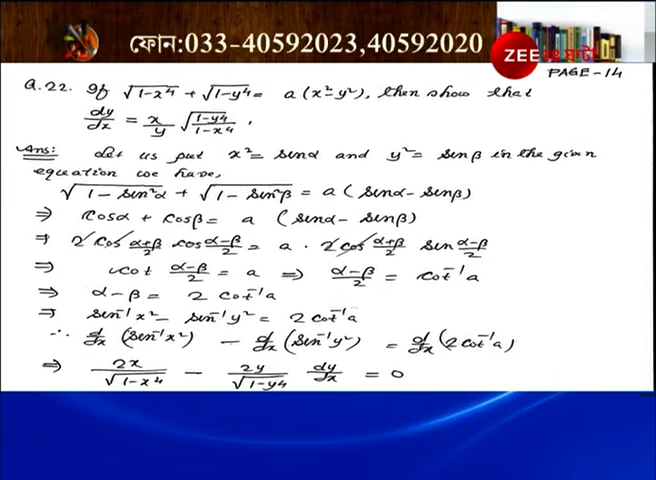 ফোন:033-40592023,40592020
ZEE ২৪ ঘণ্টা
PAGE-14
Q.22. If √(1-x⁴) + √(1-y⁴) = a(x²-y²), then show that
dy/dx = x/y √((1-y⁴)/(1-x⁴)).
Ans: Let us put x² = sinα and y² = sinβ in the given
equation we have,
√(1-sin²α) + √(1-sin²β) = a (sinα - sinβ)
⇒ cosα + cosβ = a (sinα - sinβ)
⇒ 2 cos (α+β)/2 cos (α-β)/2 = a · 2 cos (α+β)/2 sin (α-β)/2
⇒ cot (α-β)/2 = a ⇒ (α-β)/2 = cot⁻¹a
⇒ α-β = 2 cot⁻¹a
⇒ sin⁻¹x² - sin⁻¹y² = 2 cot⁻¹a
∴ d/dx (sin⁻¹x²) - d/dx (sin⁻¹y²) = d/dx (2cot⁻¹a)
⇒ 2x/√(1-x⁴) - 2y/√(1-y⁴) dy/dx = 0